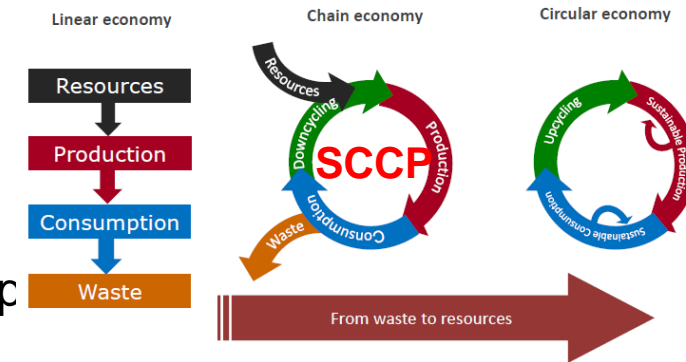 Linear economy
Chain economy
Circular economy
Resources
Production
Consumption
Waste
Resources
Downcycling
Production
SCCP
Consumption
Waste
Upcycling
Sustainable Production
Sustainable Consumption
p
From waste to resources